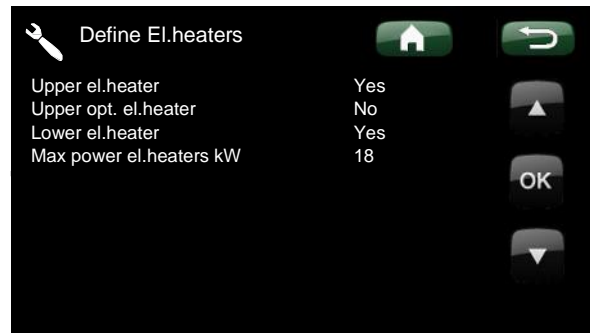 Define El.heaters
Upper el.heater Yes
Upper opt. el.heater No
Lower el.heater Yes
Max power el.heaters kW 18
OK